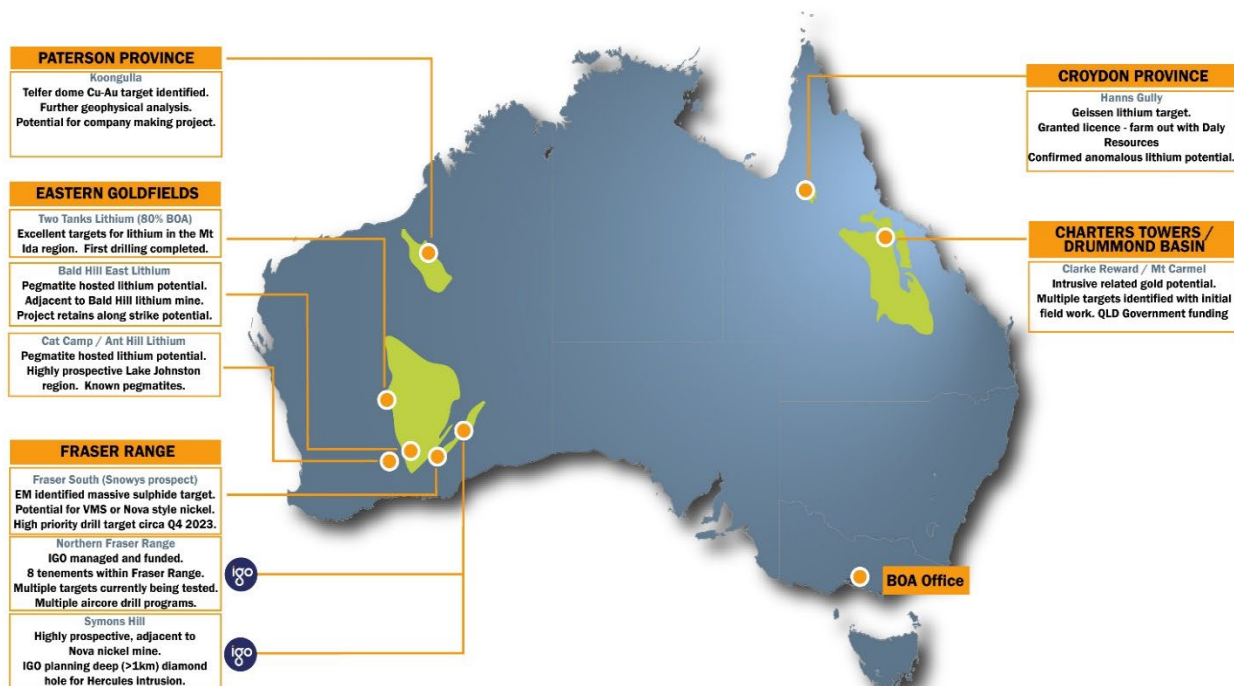 PATERSON PROVINCE
Koongulla
Telfer dome Cu-Au target identified.
Further geophysical analysis.
Potential for company making project.
EASTERN GOLDFIELDS
Two Tanks Lithium (80% BOA)
Excellent targets for lithium in the Mt
Ida region. First drilling completed.
Bald Hill East Lithium
Pegmatite hosted lithium potential.
Adjacent to Bald Hill lithium mine.
Project retains along strike potential.
Cat Camp / Ant Hill Lithium
Pegmatite hosted lithium potential.
Highly prospective Lake Johnston
region. Known pegmatites.
FRASER RANGE
Fraser South (Snowys prospect)
EM identified massive sulphide target.
Potential for VMS or Nova style nickel.
High priority drill target circa Q4 2023.
Northern Fraser Range
IGO managed and funded.
8 tenements within Fraser Range.
Multiple targets currently being tested.
Multiple aircore drill programs.
igo
Symons Hill
Highly prospective, adjacent to
Nova nickel mine.
IGO planning deep (>1km) diamond
hole for Hercules intrusion.
igo
CROYDON PROVINCE
Hanns Gully
Geissen lithium target.
Granted licence - farm out with Daly
Resources
Confirmed anomalous lithium potential.
CHARTERS TOWERS /
DRUMMOND BASIN
Clarke Reward / Mt Carmel
Intrusive related gold potential.
Multiple targets identified with initial
field work. QLD Government funding
BOA Office